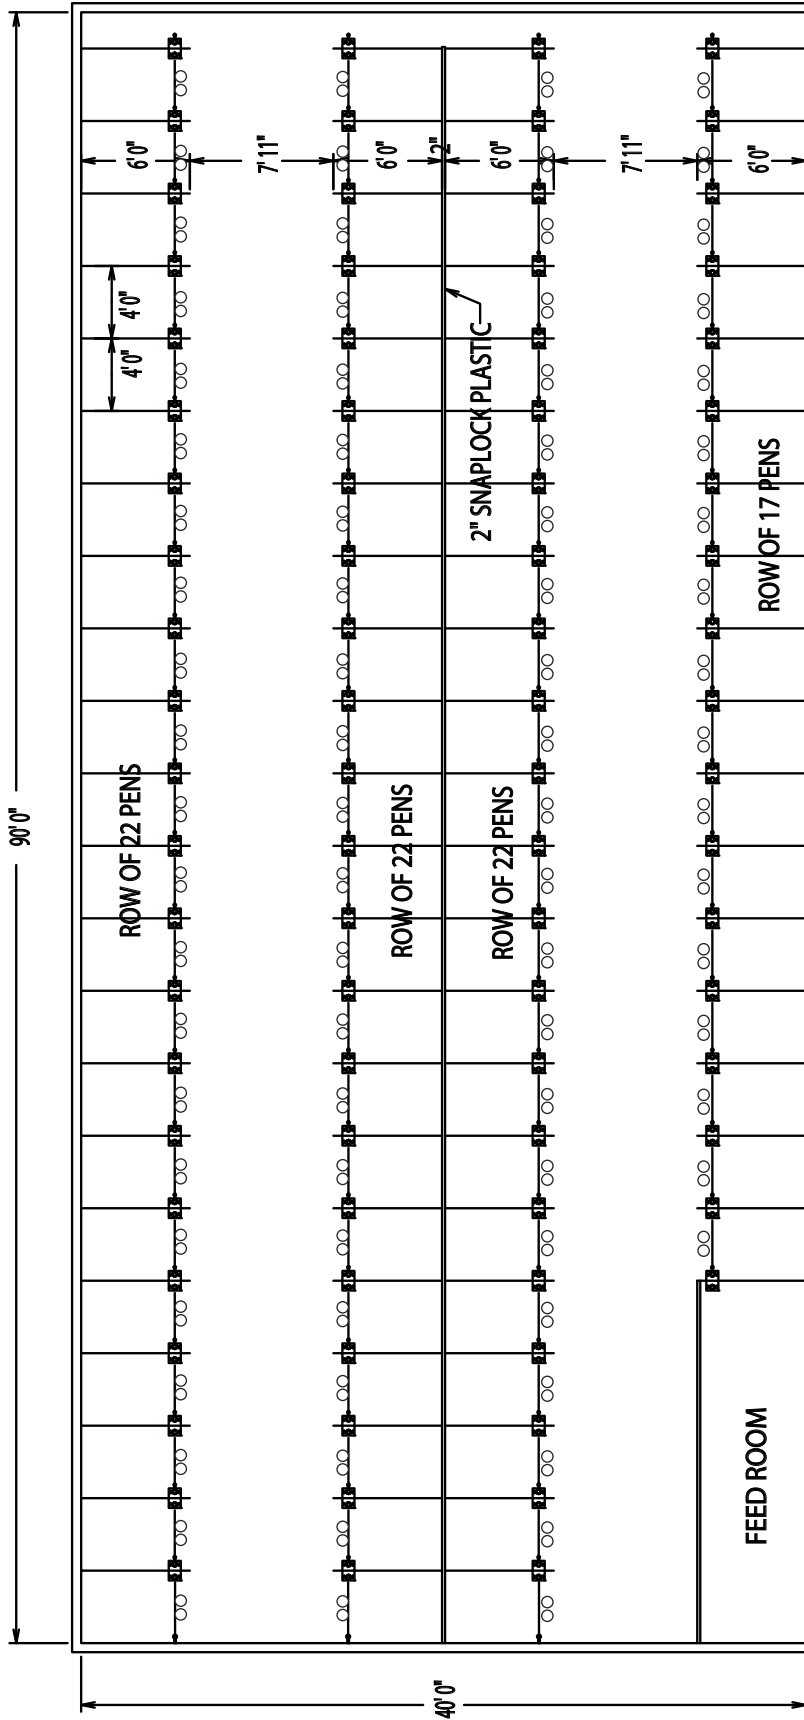 90'0"
6'0"
7'11"
6'0"
2"
6'0"
7'11"
6'0"
4'0"
4'0"
2" SNAPLOCK PLASTIC
ROW OF 17 PENS
ROW OF 22 PENS
ROW OF 22 PENS
ROW OF 22 PENS
FEED ROOM
40'0"